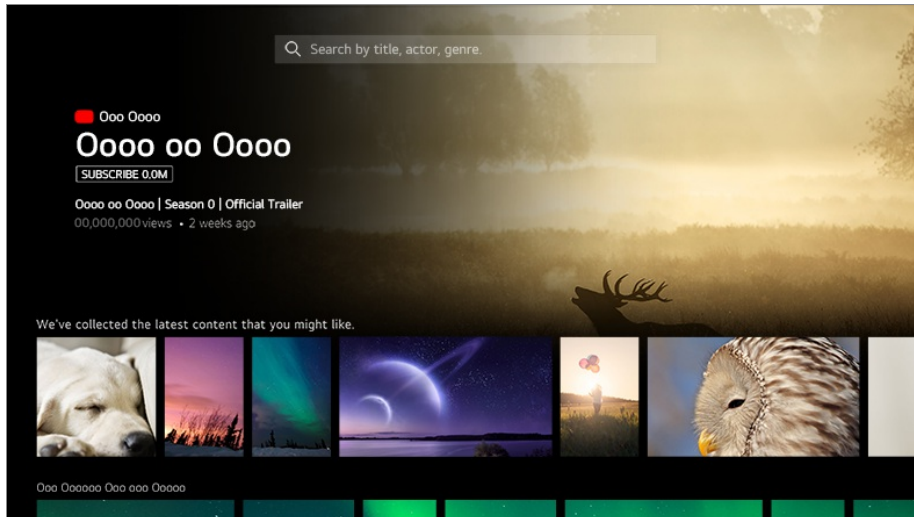 Search by title, actor, genre.
Ooo Oooo
Oooo oo Oooo
SUBSCRIBE 0.0M
Oooo oo Oooo | Season 0 | Official Trailer
00,000,000 views • 2 weeks ago
We've collected the latest content that you might like.
Ooo Oooooo Ooo ooo Ooooo